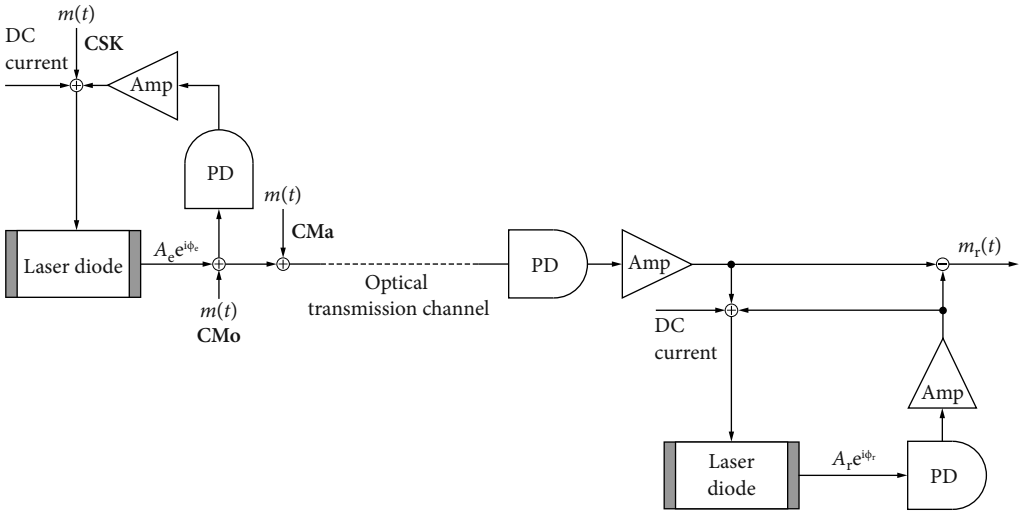 m(t)
DC
current
CSK
Amp
PD
m(t)
CMa
Laser diode
A_e e^{iϕ_e}
m(t)
CMo
Optical
transmission channel
PD
Amp
m_r(t)
DC
current
Amp
Laser
diode
A_r e^{iϕ_r}
PD